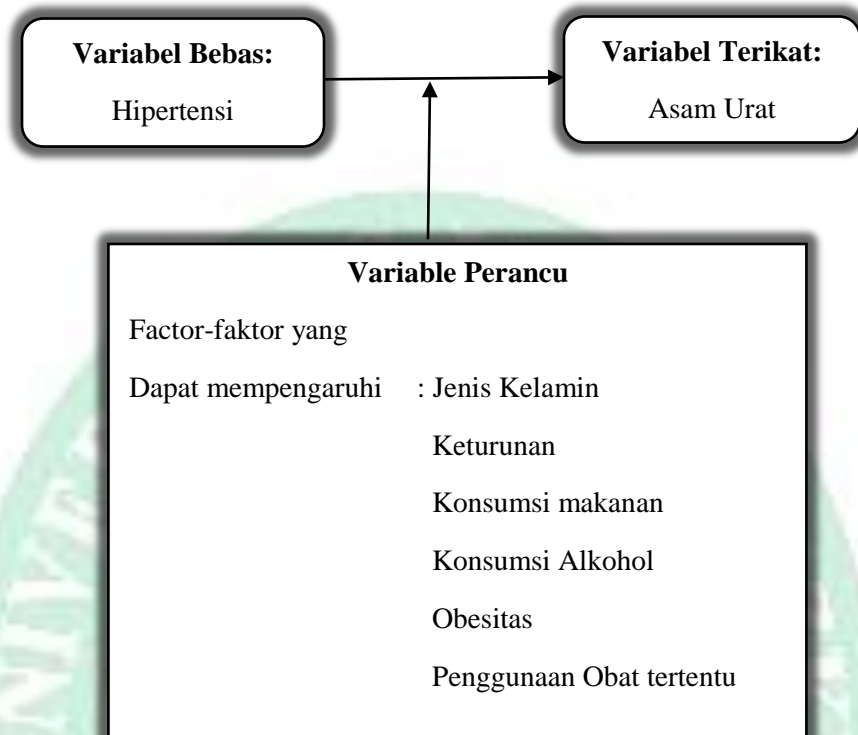 Variabel Bebas:
Hipertensi
Variabel Terikat:
Asam Urat
Variable Perancu
Factor-faktor yang
Dapat mempengaruhi : Jenis Kelamin
Keturunan
Konsumsi makanan
Konsumsi Alkohol
Obesitas
Penggunaan Obat tertentu